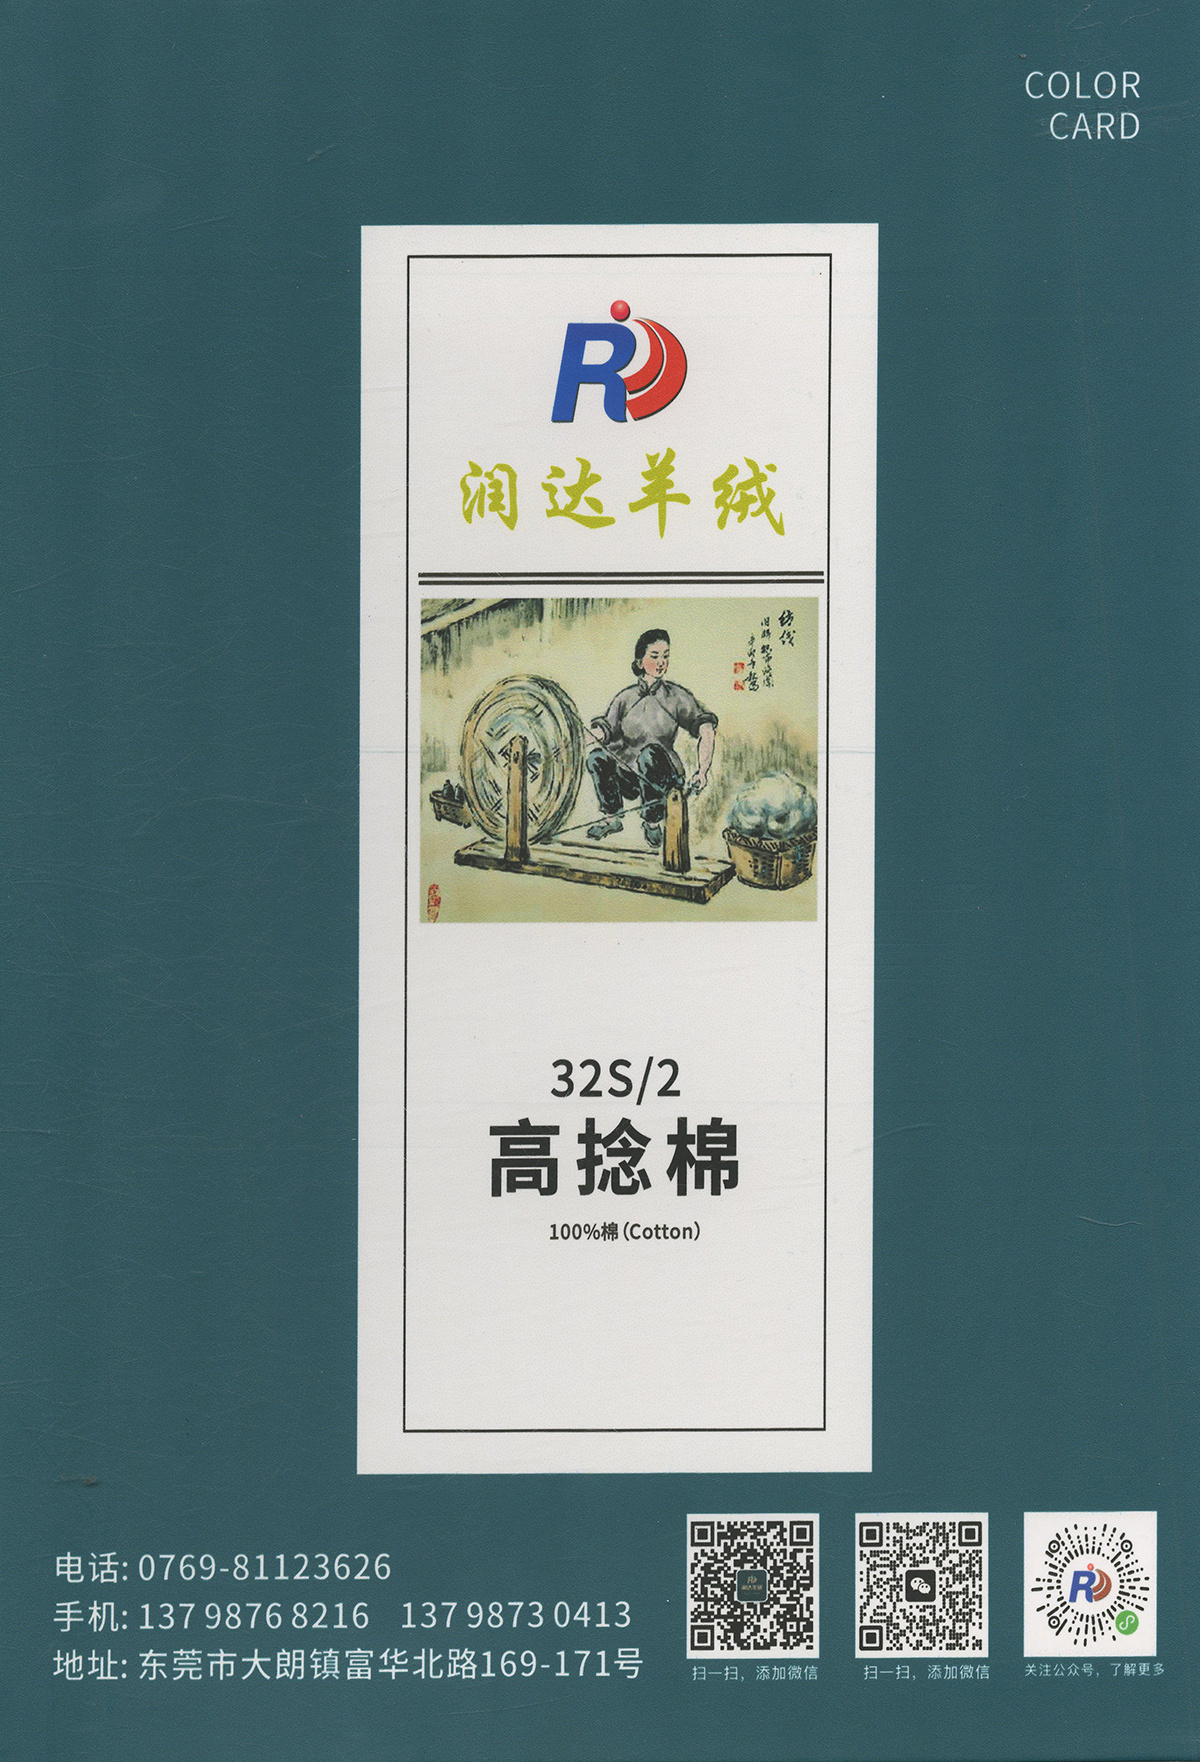 COLOR
CARD
润达羊绒
纺线
32S/2
高捻棉
100%棉(Cotton)
电话: 0769-81123626
手机: 137 9876 8216 137 9873 0413
地址: 东莞市大朗镇富华北路169-171号
扫一扫，添加微信
扫一扫，添加微信
关注公众号，了解更多